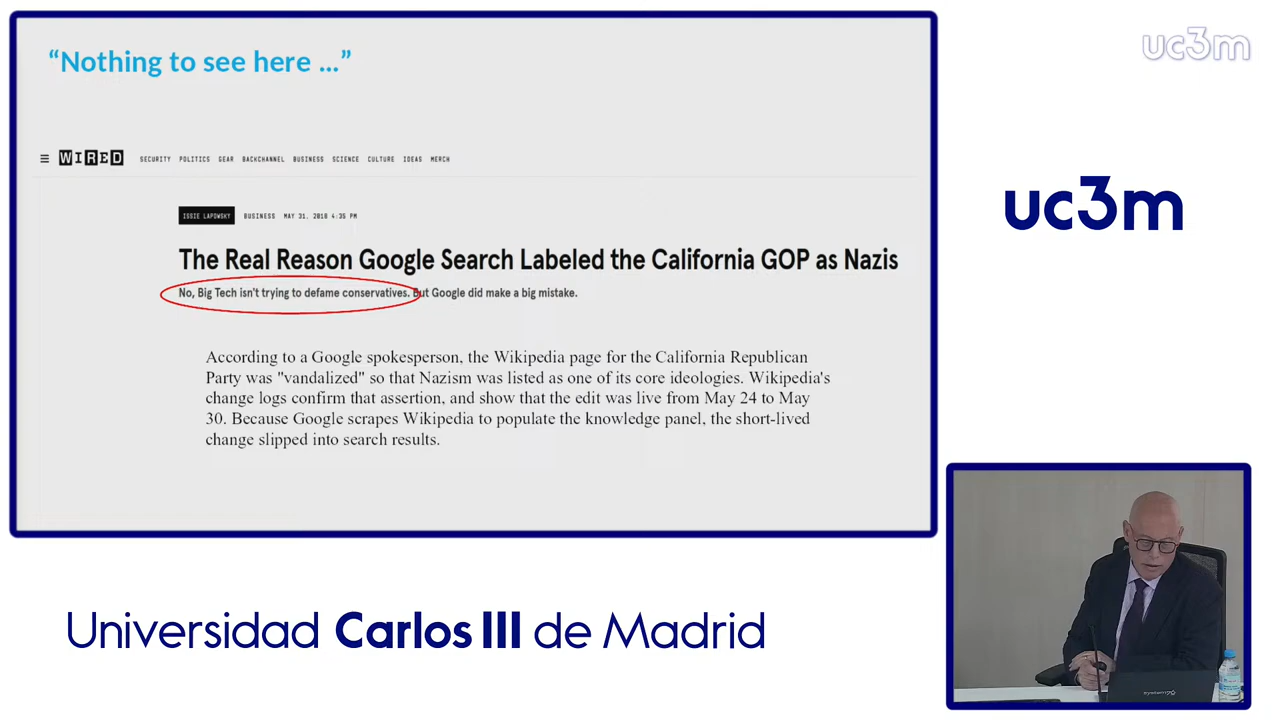 “Nothing to see here ...”
uc3m
WIRED SECURITY POLITICS GEAR BACKCHANNEL BUSINESS SCIENCE CULTURE IDEAS MERCH
uc3m
ISSIE LAPOWSKY BUSINESS MAY 31, 2018 4:35 PM
The Real Reason Google Search Labeled the California GOP as Nazis
No, Big Tech isn't trying to defame conservatives. But Google did make a big mistake.
According to a Google spokesperson, the Wikipedia page for the California Republican
Party was "vandalized" so that Nazism was listed as one of its core ideologies. Wikipedia's
change logs confirm that assertion, and show that the edit was live from May 24 to May
30. Because Google scrapes Wikipedia to populate the knowledge panel, the short-lived
change slipped into search results.
Universidad Carlos III de Madrid